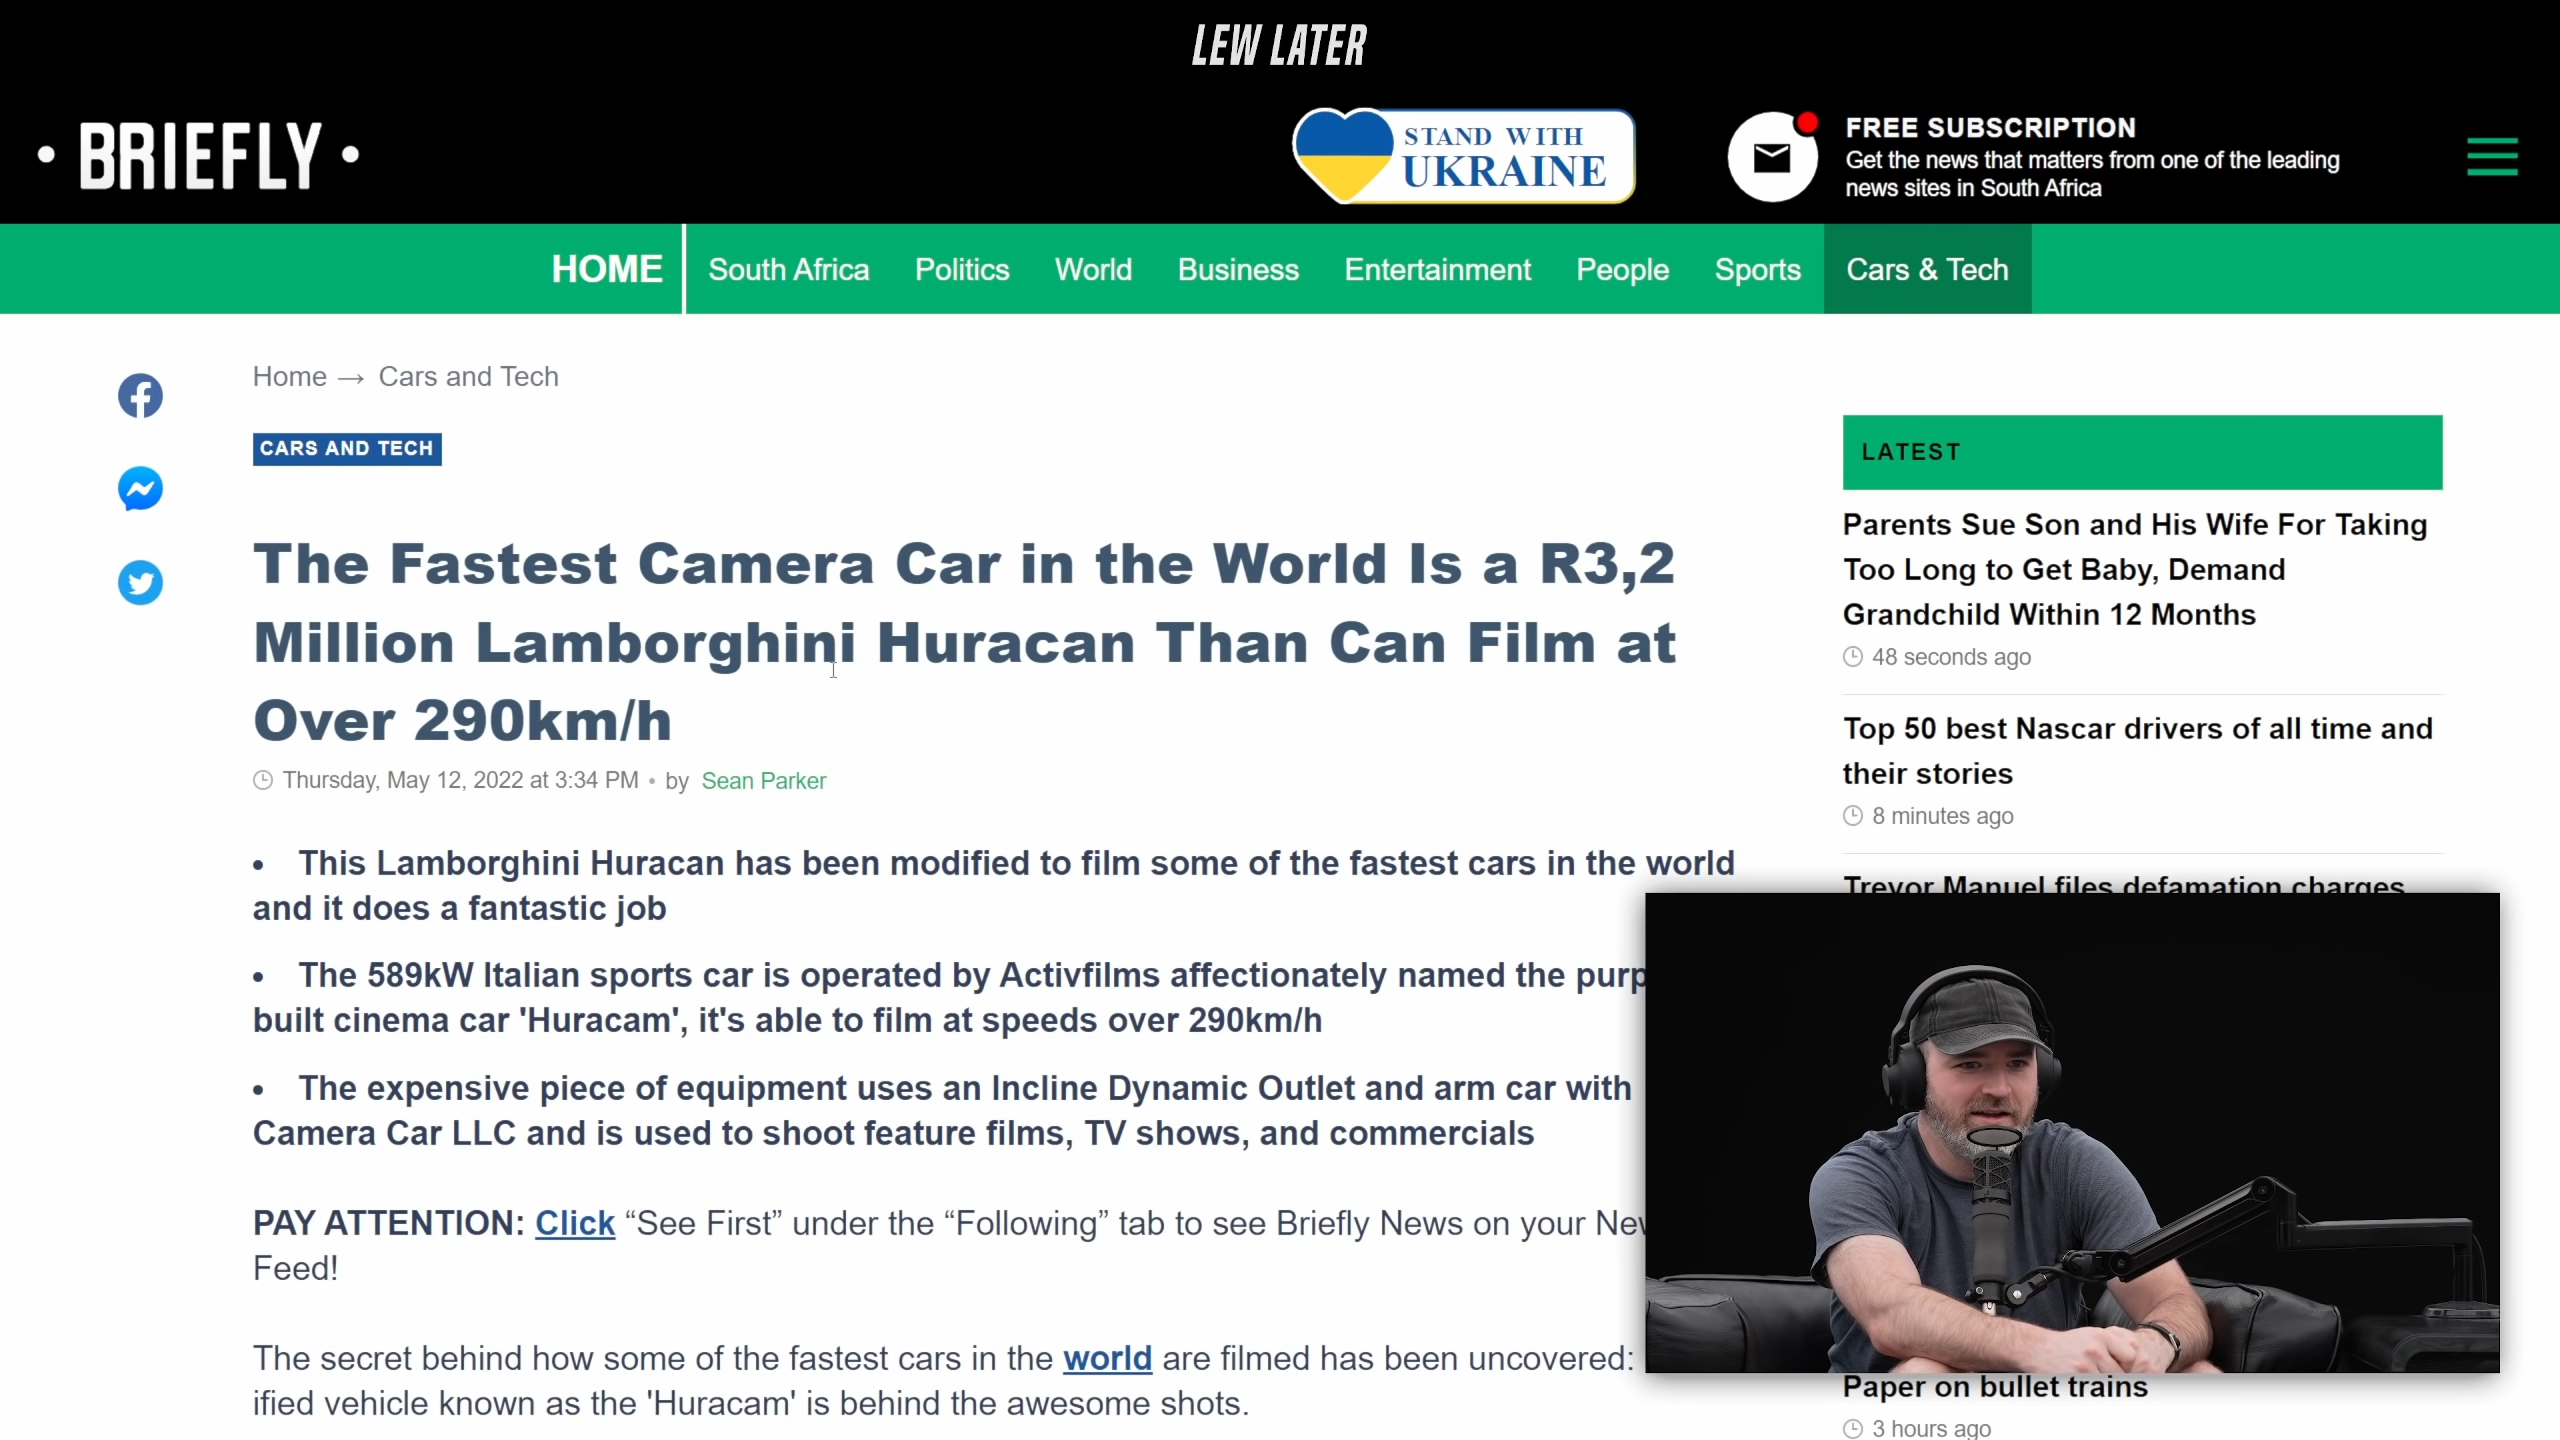 LEW LATER
• BRIEFLY •
STAND WITH
UKRAINE
FREE SUBSCRIPTION
Get the news that matters from one of the leading
news sites in South Africa
HOME South Africa Politics World Business Entertainment People Sports Cars & Tech
Home → Cars and Tech
CARS AND TECH
The Fastest Camera Car in the World Is a R3,2
Million Lamborghini Huracan Than Can Film at
Over 290km/h
Thursday, May 12, 2022 at 3:34 PM • by Sean Parker
• This Lamborghini Huracan has been modified to film some of the fastest cars in the world
and it does a fantastic job
• The 589kW Italian sports car is operated by Activfilms affectionately named the
built cinema car 'Huracam', it's able to film at speeds over 290km/h
• The expensive piece of equipment uses an Incline Dynamic Outlet and arm car with
Camera Car LLC and is used to shoot feature films, TV shows, and commercials
PAY ATTENTION: Click “See First” under the “Following” tab to see Briefly News on your
Feed!
The secret behind how some of the fastest cars in the world are filmed has been uncovered:
ified vehicle known as the 'Huracam' is behind the awesome shots.
LATEST
Parents Sue Son and His Wife For Taking
Too Long to Get Baby, Demand
Grandchild Within 12 Months
48 seconds ago
Top 50 best Nascar drivers of all time and
their stories
8 minutes ago
Trevor Manuel files defamation charges
Paper on bullet trains
3 hours ago